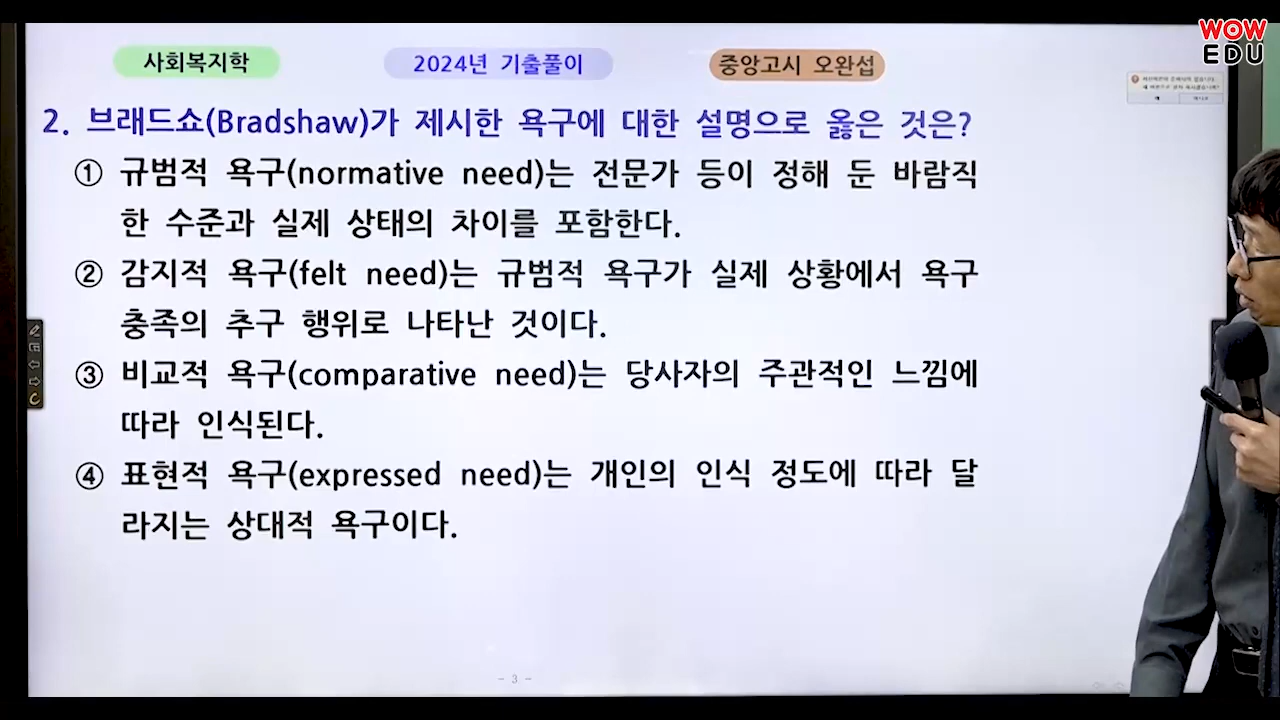 WOW
EDU
사회복지학
2024년 기출풀이
중앙고시 오완섭
2. 브래드쇼(Bradshaw)가 제시한 욕구에 대한 설명으로 옳은 것은?
① 규범적 욕구(normative need)는 전문가 등이 정해 둔 바람직
한 수준과 실제 상태의 차이를 포함한다.
② 감지적 욕구(felt need)는 규범적 욕구가 실제 상황에서 욕구
충족의 추구 행위로 나타난 것이다.
③ 비교적 욕구(comparative need)는 당사자의 주관적인 느낌에
따라 인식된다.
④ 표현적 욕구(expressed need)는 개인의 인식 정도에 따라 달
라지는 상대적 욕구이다.
- 3 -